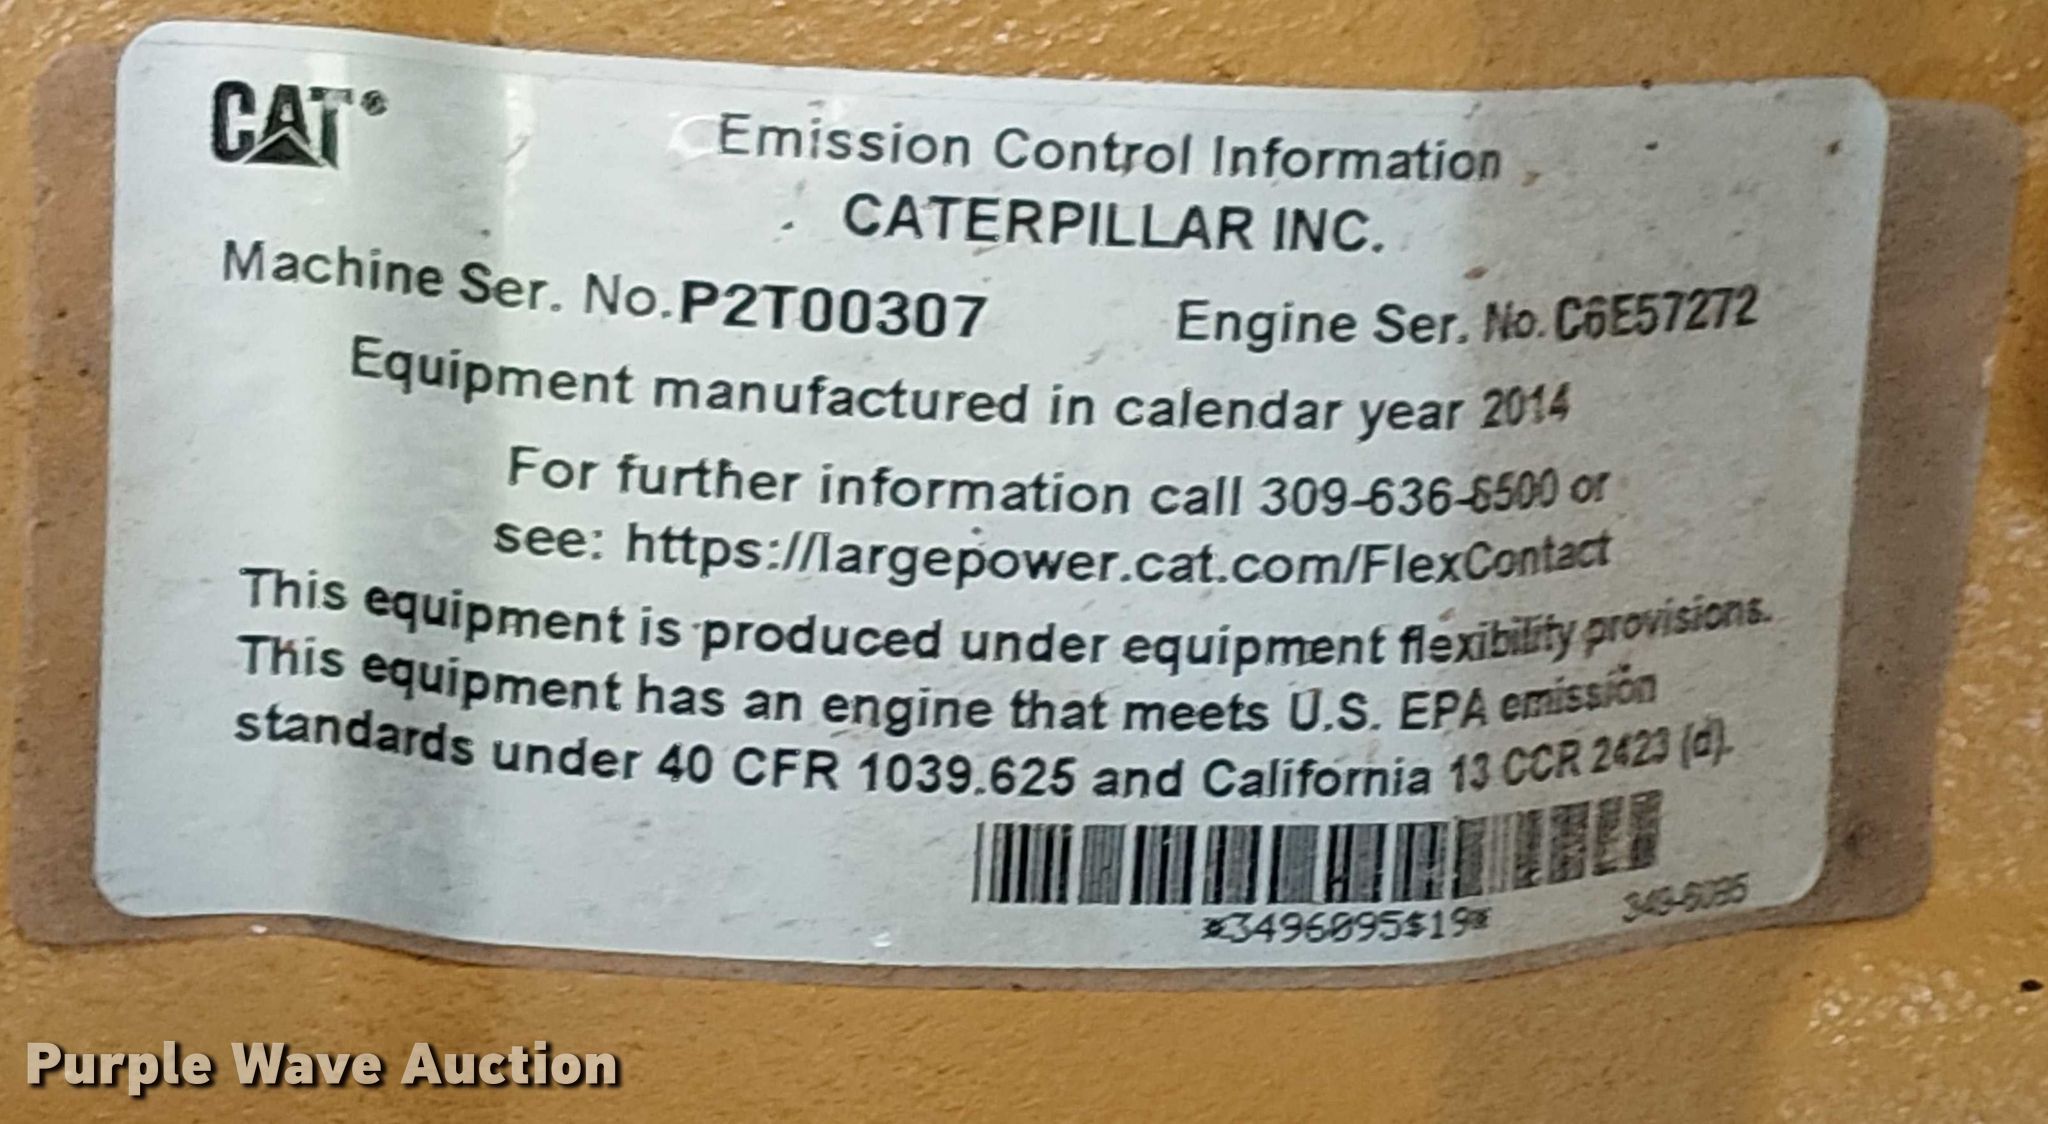 CAT®
Emission Control Information
CATERPILLAR INC.
Machine Ser. No. P2T00307 Engine Ser. No. C6E57272
Equipment manufactured in calendar year 2014
For further information call 309-636-6500 or
see: https://largepower.cat.com/FlexContact
This equipment is produced under equipment flexibility provisions.
This equipment has an engine that meets U.S. EPA emission
standards under 40 CFR 1039.625 and California 13 CCR 2423 (d).
*3496095$19*
349-6095
Purple Wave Auction